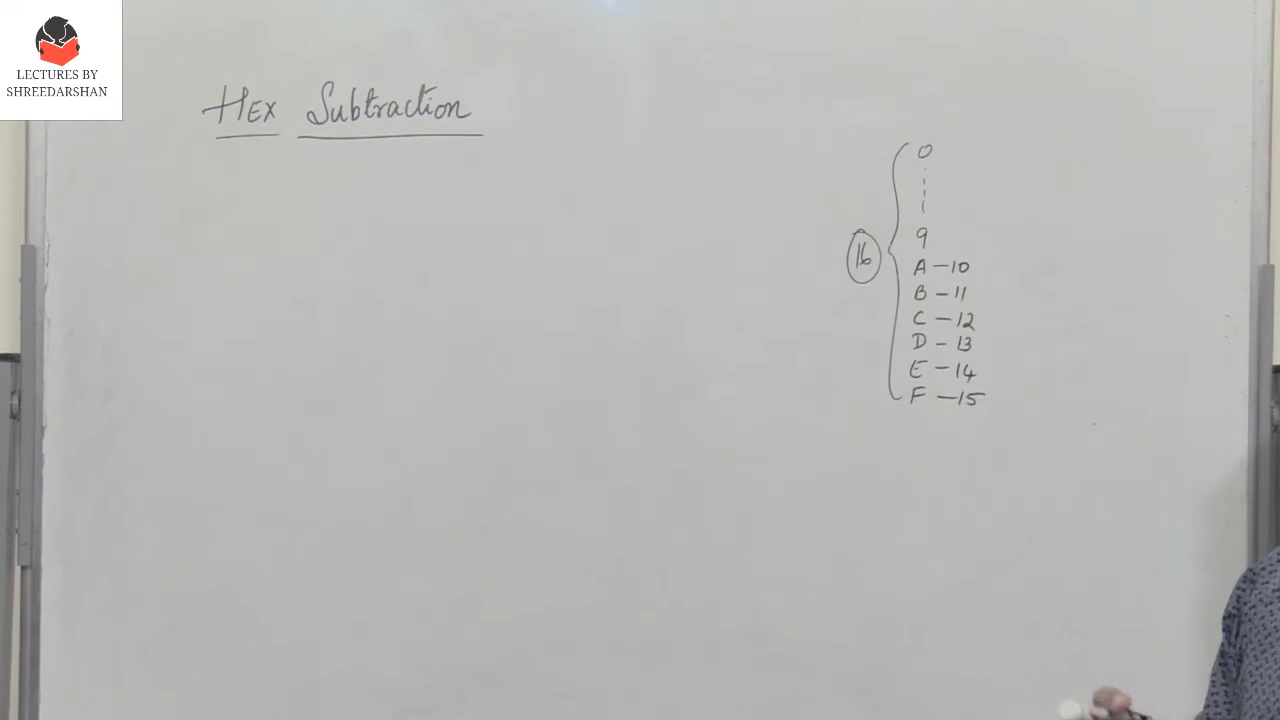 LECTURES BY
SHREEDARSHAN
HEX Subtraction
0
9
16
A - 10
B - 11
C - 12
D - 13
E - 14
F - 15